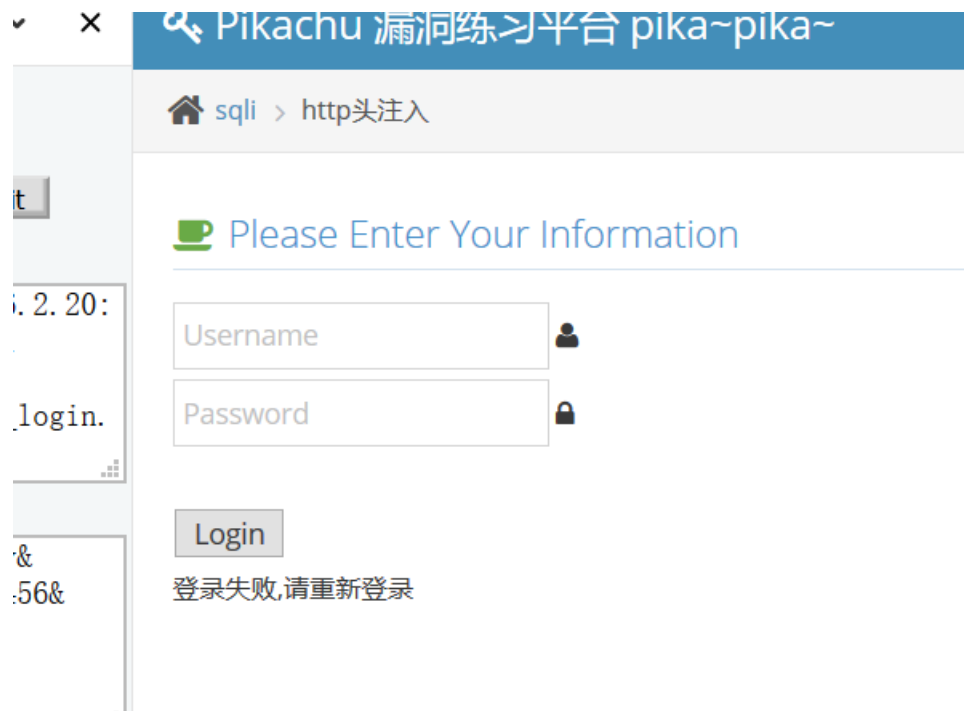 Pikachu 漏洞练习平台 pika~pika~
sqli > http头注入
it
Please Enter Your Information
.2.20:
Username
_login.
Password
Login
&
56&
登录失败,请重新登录